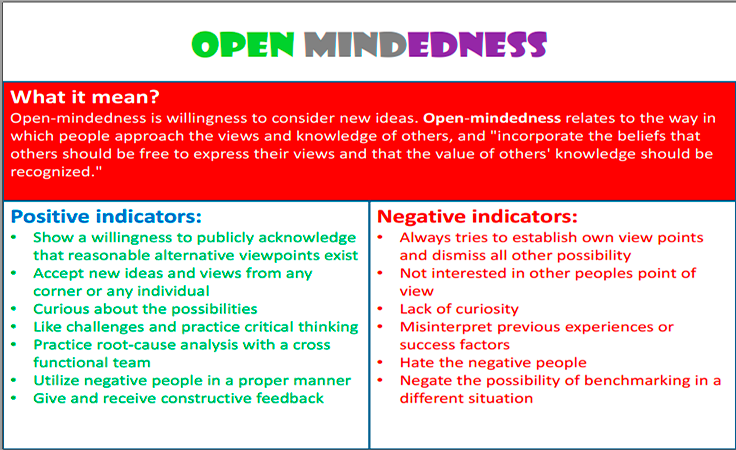 OPEN MINDEDNESS
What it mean?
Open-mindedness is willingness to consider new ideas. Open-mindedness relates to the way in
which people approach the views and knowledge of others, and "incorporate the beliefs that
others should be free to express their views and that the value of others' knowledge should be
recognized."
Positive indicators:
• Show a willingness to publicly acknowledge
that reasonable alternative viewpoints exist
• Accept new ideas and views from any
corner or any individual
• Curious about the possibilities
• Like challenges and practice critical thinking
• Practice root-cause analysis with a cross
functional team
• Utilize negative people in a proper manner
• Give and receive constructive feedback
Negative indicators:
• Always tries to establish own view points
and dismiss all other possibility
• Not interested in other peoples point of
view
• Lack of curiosity
• Misinterpret previous experiences or
success factors
• Hate the negative people
• Negate the possibility of benchmarking in a
different situation